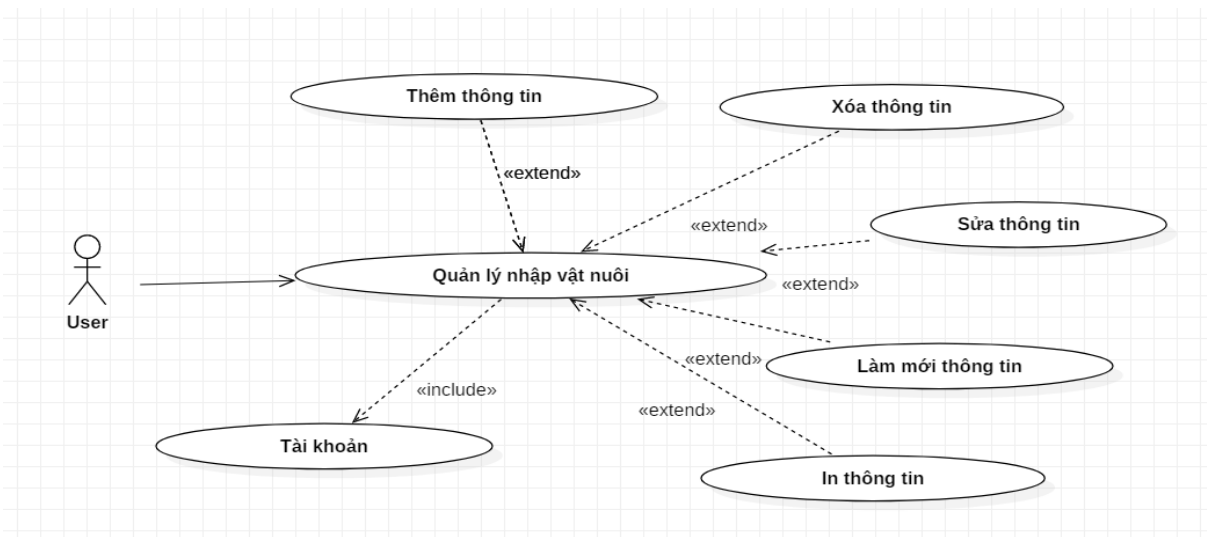 Thêm thông tin
Xóa thông tin
«extend»
«extend»
Sửa thông tin
Quản lý nhập vật nuôi
«extend»
User
«extend»
Làm mới thông tin
«include»
«extend»
Tài khoản
In thông tin